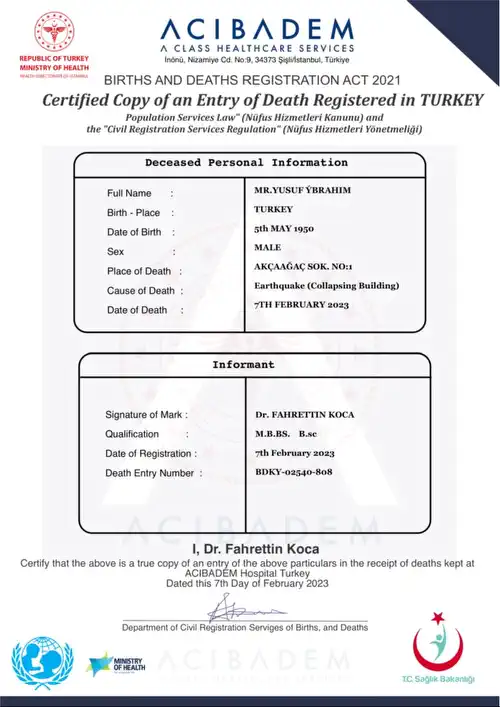 ACIBADEM
A CLASS HEALTHCARE SERVICES
İnönü, Nizamiye Cd. No:9, 34373 Şişli/İstanbul, Türkiye
REPUBLIC OF TURKEY
MINISTRY OF HEALTH
BIRTHS AND DEATHS REGISTRATION ACT 2021
Certified Copy of an Entry of Death Registered in TURKEY
Population Services Law" (Nüfus Hizmetleri Kanunu) and
the "Civil Registration Services Regulation" (Nüfus Hizmetleri Yönetmeliği)
Deceased Personal Information
Full Name : MR.YUSUF ÝBRAHIM
Birth - Place : TURKEY
Date of Birth : 5th MAY 1950
Sex : MALE
Place of Death : AKÇAAĞAÇ SOK. NO:1
Cause of Death : Earthquake (Collapsing Building)
Date of Death : 7TH FEBRUARY 2023
Informant
Signature of Mark : Dr. FAHRETTIN KOCA
Qualification : M.B.BS. B.sc
Date of Registration : 7th February 2023
Death Entry Number : BDKY-02540-808
ACIBADEM
I, Dr. Fahrettin Koca
Certify that the above is a true copy of an entry of the above particulars in the receipt of deaths kept at
ACIBADEM Hospital Turkey
Dated this 7th Day of February 2023
Department of Civil Registration Serviges of Births, and Deaths
MINISTRY
OF HEALTH
ACIBADEM
T.C. Sağlık Bakanlığı